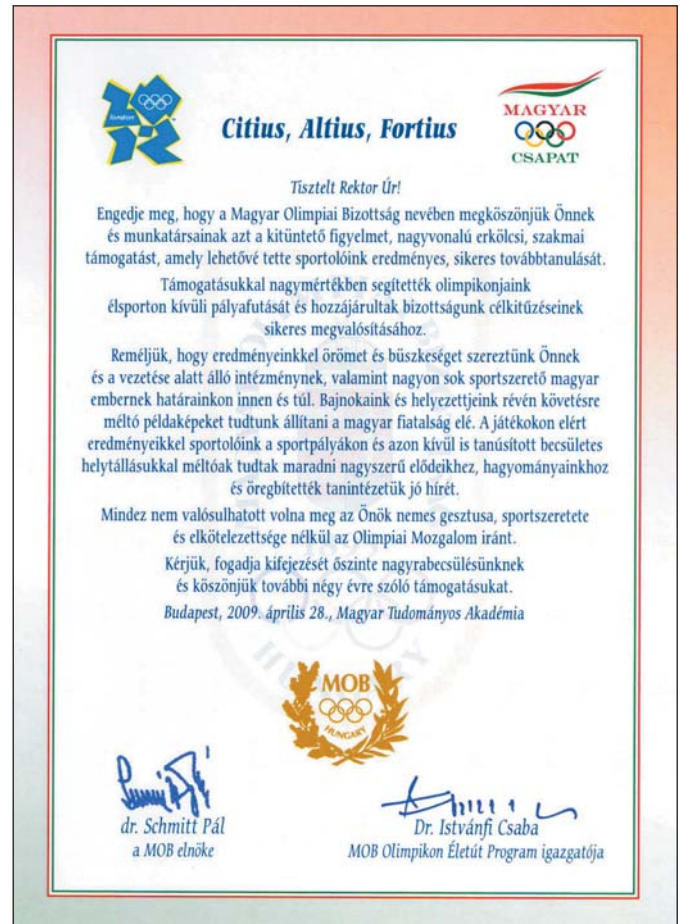 london
MAGYAR
CSAPAT
Citius, Altius, Fortius
Tisztelt Rektor Úr!
Engedje meg, hogy a Magyar Olimpiai Bizottság nevében megköszönjük Önnek
és munkatársainak azt a kitüntető figyelmet, nagyvonalú erkölcsi, szakmai
támogatást, amely lehetővé tette sportolóink eredményes, sikeres továbbtanulását.
Támogatásukkal nagymértékben segítették olimpikonjaink
élsporton kívüli pályafutását és hozzájárultak bizottságunk célkitűzéseinek
sikeres megvalósításához.
Reméljük, hogy eredményeinkkel örömet és büszkeséget szereztünk Önnek
és a vezetése alatt álló intézménynek, valamint nagyon sok sportszerető magyar
embernek határainkon innen és túl. Bajnokaink és helyezettjeink révén követésre
méltó példaképeket tudtunk állítani a magyar fiatalság elé. A játékokon elért
eredményeikkel sportolóink a sportpályákon és azon kívül is tanúsított becsületes
helytállásukkal méltóak tudtak maradni nagyszerű elődeikhez, hagyományainkhoz
és öregbítették tanintézetük jó hírét.
Mindez nem valósulhatott volna meg az Önök nemes gesztusa, sportszeretete
és elkötelezettsége nélkül az Olimpiai Mozgalom iránt.
Kérjük, fogadja kifejezését őszinte nagyrabecsülésünknek
és köszönjük további négy évre szóló támogatásukat.
Budapest, 2009. április 28., Magyar Tudományos Akadémia
HUNGARY
MOB
HUNGARY
dr. Schmitt Pál
a MOB elnöke
Dr. Istvánfi Csaba
MOB Olimpikon Életút Program igazgatója